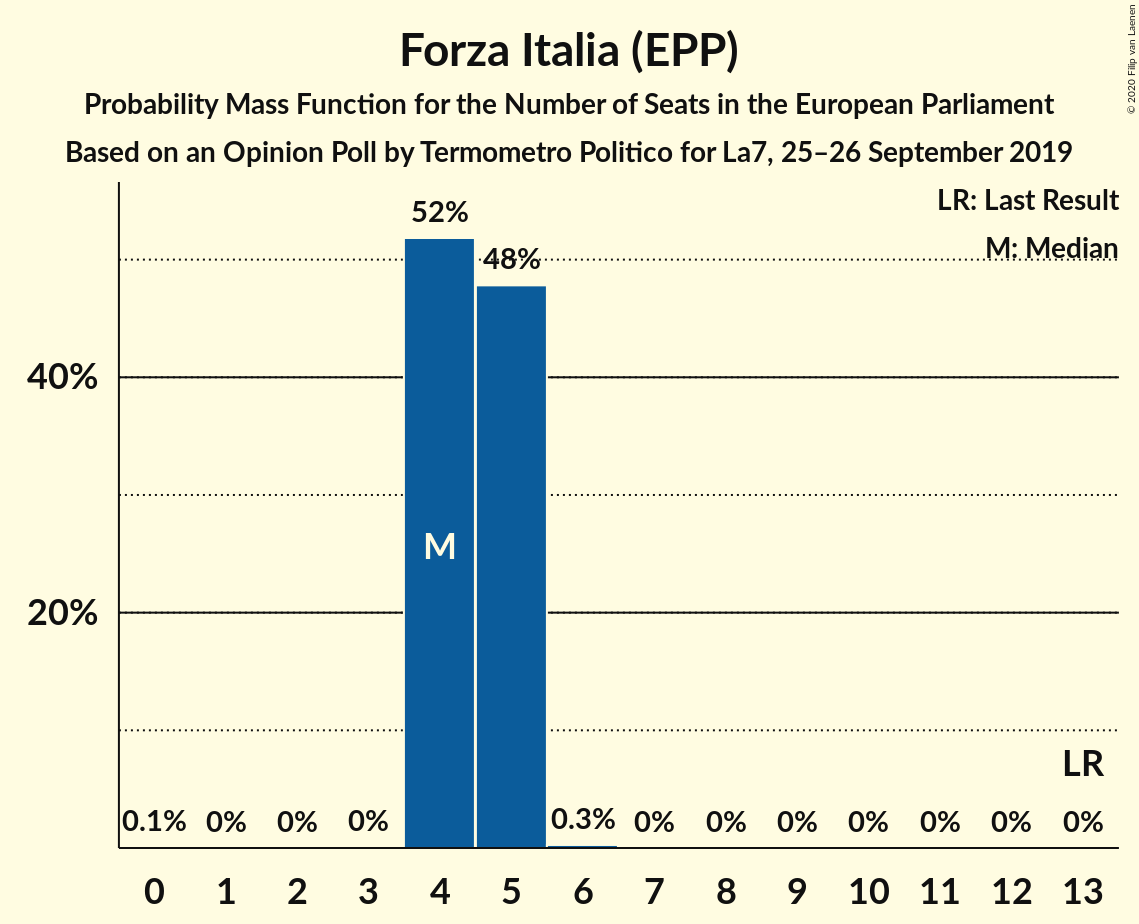 Forza Italia (EPP)
Probability Mass Function for the Number of Seats in the European Parliament
Based on an Opinion Poll by Termometro Politico for La7, 25–26 September 2019
© 2020 Filip van Laenen
LR: Last Result
M: Median
52%
48%
40%
M
20%
LR
0.1% 0% 0% 0% 0.3% 0% 0% 0% 0% 0% 0% 0%
0 1 2 3 4 5 6 7 8 9 10 11 12 13